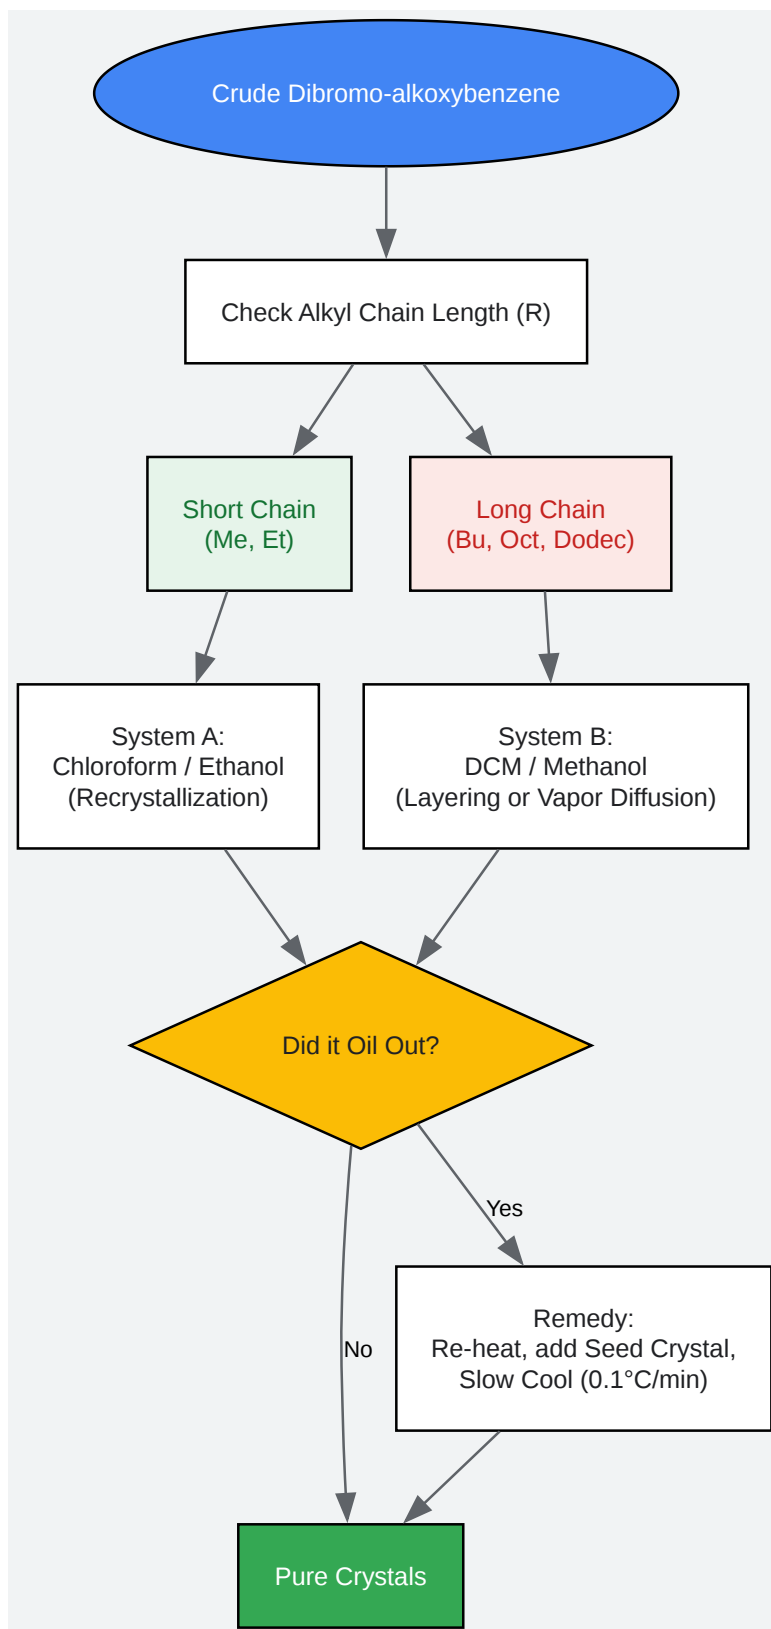 Crude Dibromo-alkoxybenzene
Check Alkyl Chain Length (R)
Short Chain
(Me, Et)
Long Chain
(Bu, Oct, Dodec)
System A:
Chloroform / Ethanol
(Recrystallization)
System B:
DCM / Methanol
(Layering or Vapor Diffusion)
Did it Oil Out?
Yes
Remedy:
Re-heat, add Seed Crystal,
Slow Cool (0.1°C/min)
No
Pure Crystals